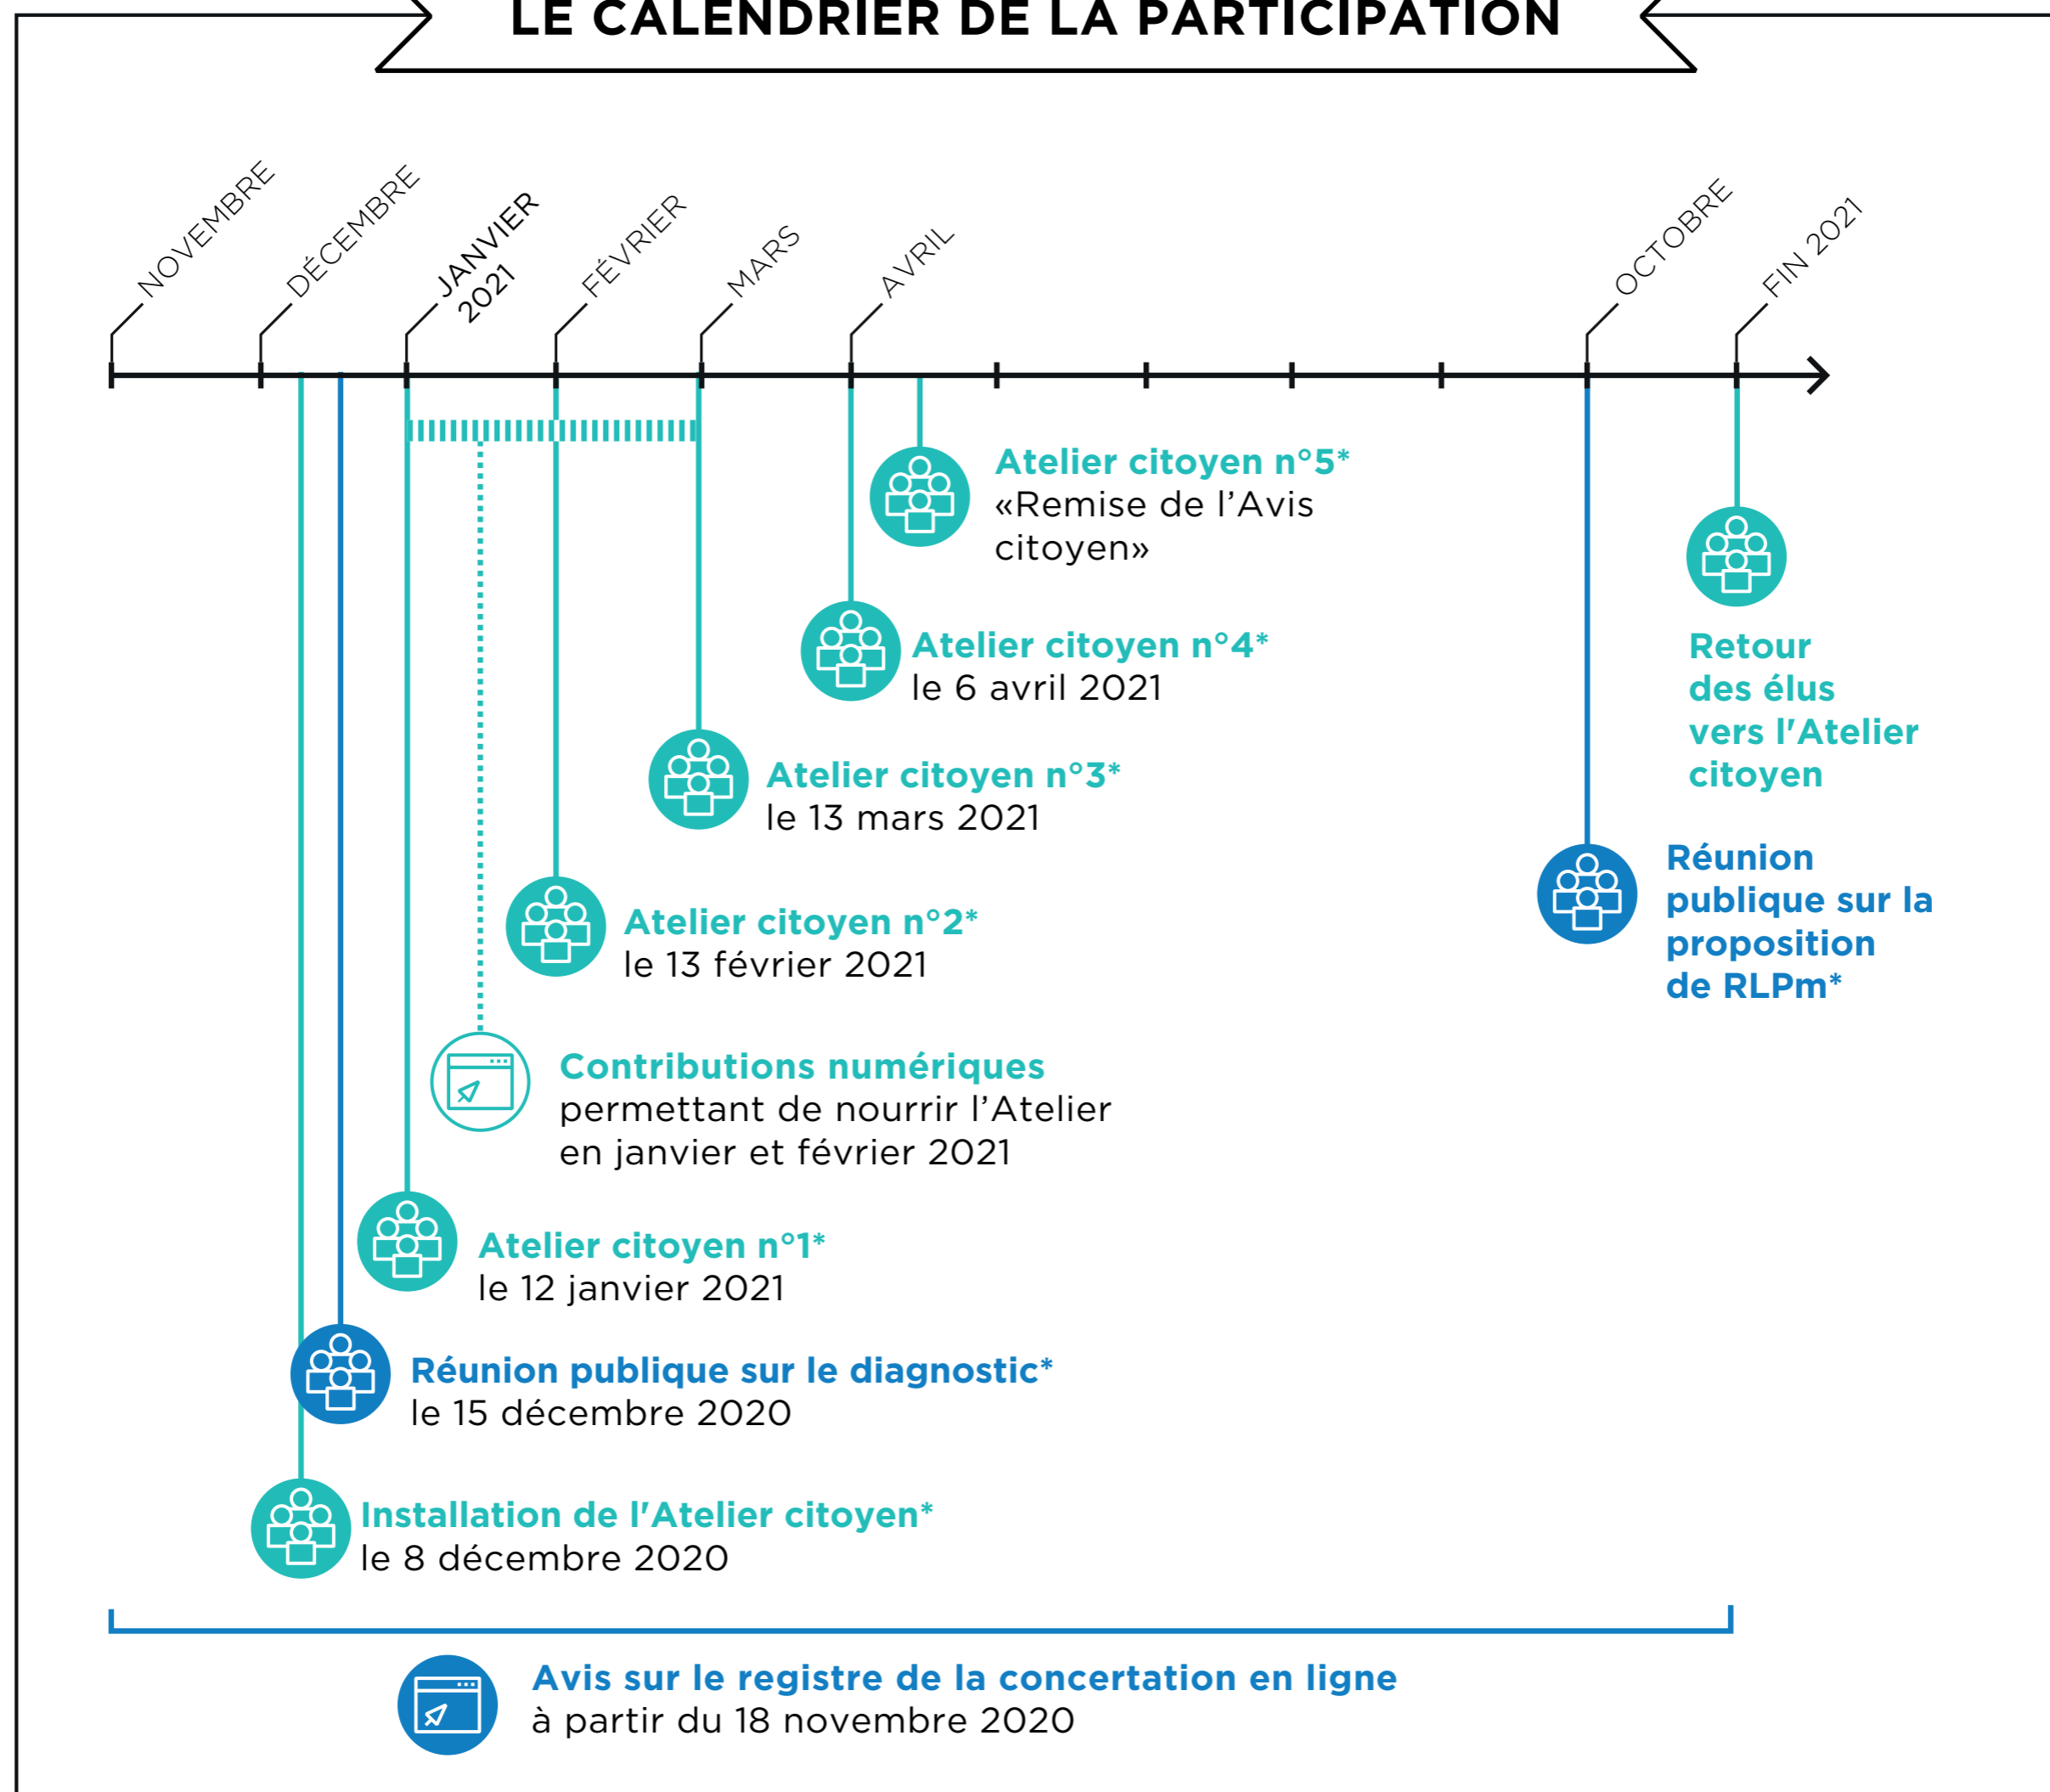 LE CALENDRIER DE LA PARTICIPATION
NOVEMBRE
DÉCEMBRE
JANVIER
2021
FÉVRIER
MARS
AVRIL
OCTOBRE
FIN 2021
Atelier citoyen n°5*
«Remise de l’Avis
citoyen»
Atelier citoyen n°4*
le 6 avril 2021
Retour
des élus
vers l'Atelier
citoyen
Atelier citoyen n°3*
le 13 mars 2021
Réunion
publique sur la
proposition
de RLPm*
Atelier citoyen n°2*
le 13 février 2021
Contributions numériques
permettant de nourrir l’Atelier
en janvier et février 2021
Atelier citoyen n°1*
le 12 janvier 2021
Réunion publique sur le diagnostic*
le 15 décembre 2020
Installation de l'Atelier citoyen*
le 8 décembre 2020
Avis sur le registre de la concertation en ligne
à partir du 18 novembre 2020